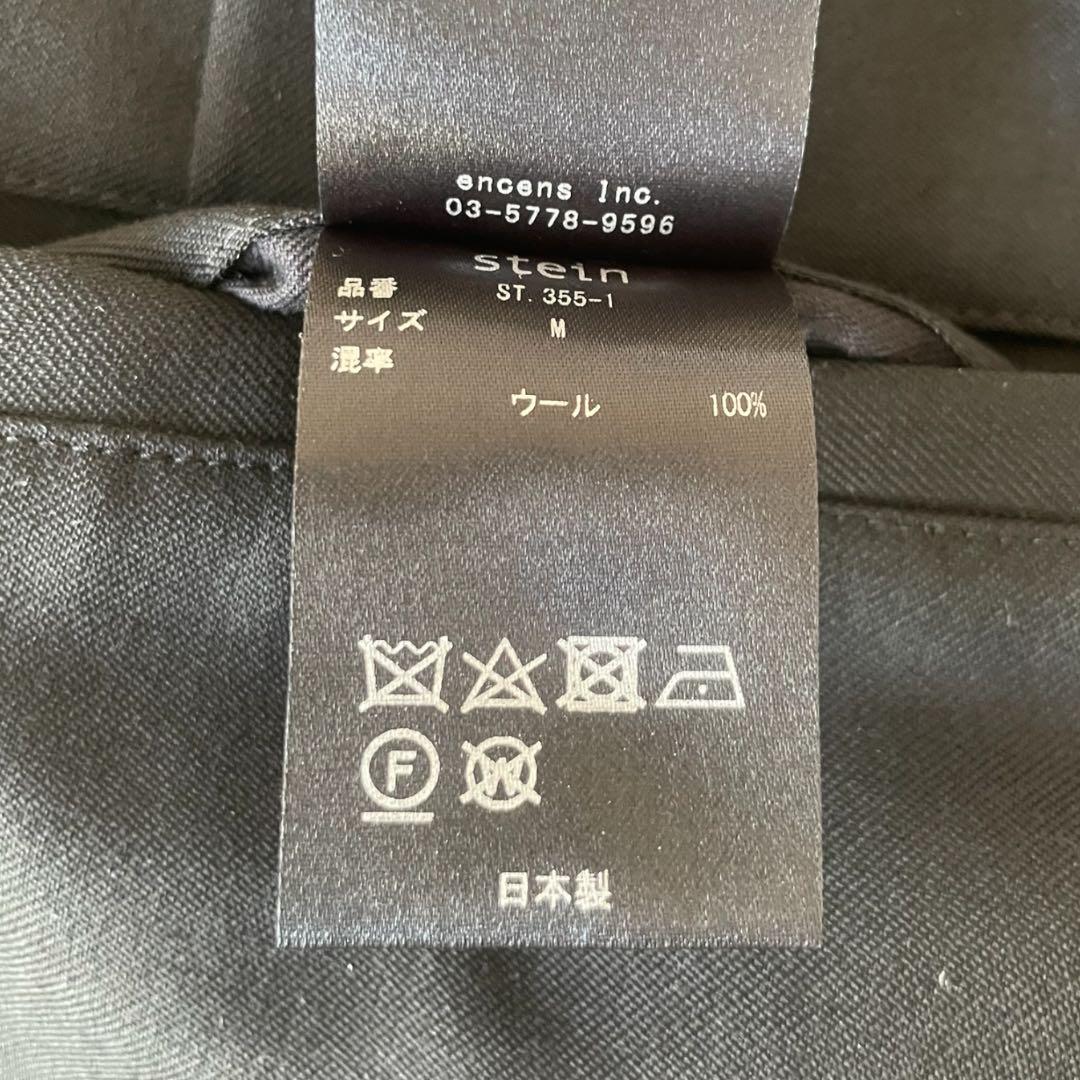 encens Inc.
03-5778-9596
stein
品番 ST. 355-1
サイズ M
混率
ウール 100%
F
W
日本製